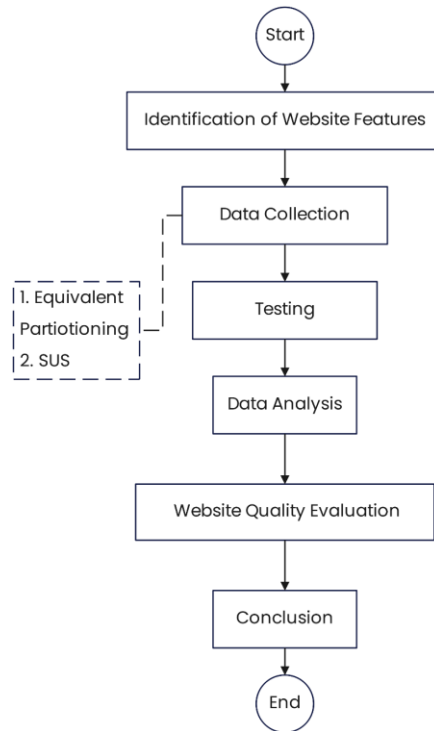 Start
Identification of Website Features
Data Collection
1. Equivalent
Partiotioning
2. SUS
Testing
Data Analysis
Website Quality Evaluation
Conclusion
End